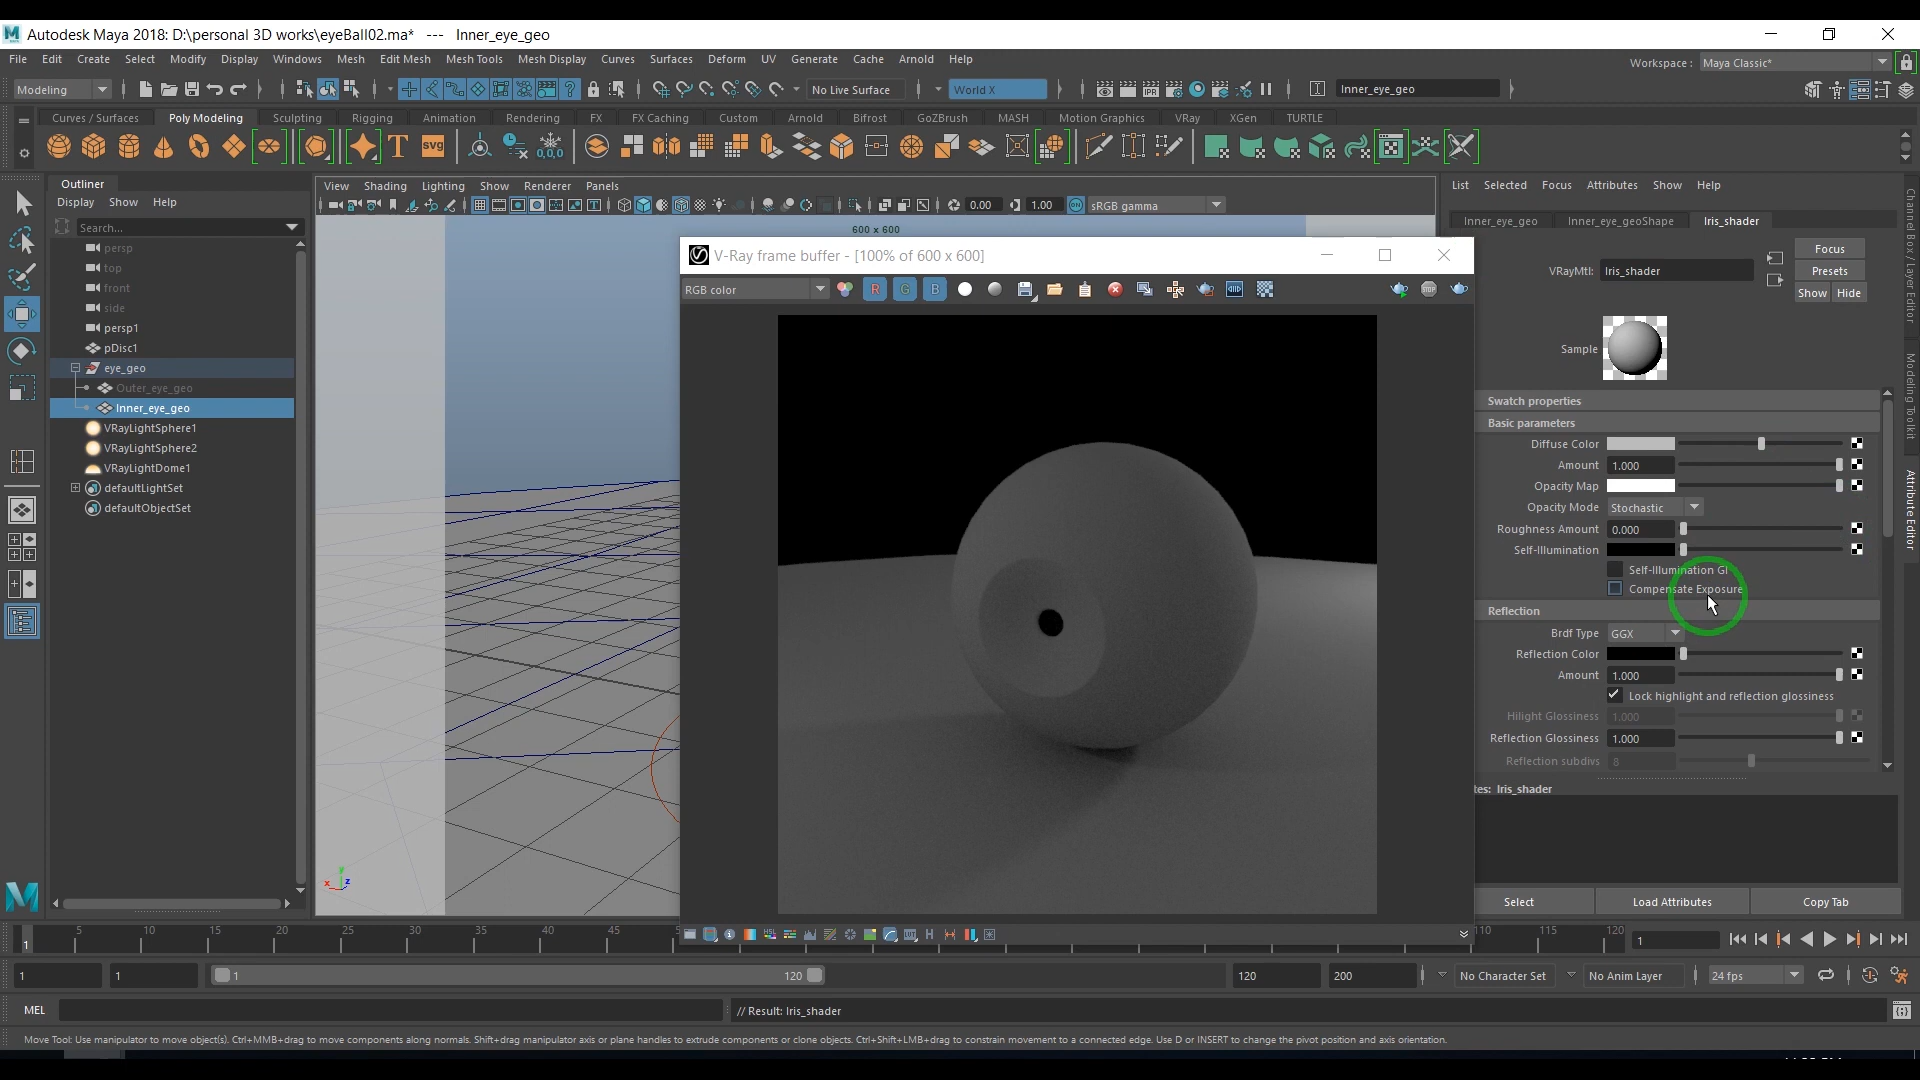 Autodesk Maya 2018: D:\personal 3D works\eyeBall02.ma* --- Inner_eye_geo
File Edit Create Select Modify Display Windows Mesh Edit Mesh Mesh Tools Mesh Display Curves Surfaces Deform UV Generate Cache Arnold Help
Workspace : Maya Classic*
Modeling No Live Surface World X Inner_eye_geo
Curves / Surfaces Poly Modeling Sculpting Rigging Animation Rendering FX FX Caching Custom Arnold Bifrost GoZBrush MASH Motion Graphics VRay XGen TURTLE
Outliner
Display Show Help
Search...
persp
top
front
side
persp1
pDisc1
eye_geo
Outer_eye_geo
Inner_eye_geo
VRayLightSphere1
VRayLightSphere2
VRayLightDome1
defaultLightSet
defaultObjectSet
View Shading Lighting Show Renderer Panels
0.00 1.00 sRGB gamma
600 x 600
V-Ray frame buffer - [100% of 600 x 600]
RGB color R G B
List Selected Focus Attributes Show Help
Inner_eye_geo Inner_eye_geoShape Iris_shader
VRayMtl: Iris_shader
Focus
Presets
Show Hide
Sample
Swatch properties
Basic parameters
Diffuse Color
Amount 1.000
Opacity Map
Opacity Mode Stochastic
Roughness Amount 0.000
Self-Illumination
Self-Illumination GI
Compensate Exposure
Reflection
Brdf Type GGX
Reflection Color
Amount 1.000
Lock highlight and reflection glossiness
Hilight Glossiness 1.000
Reflection Glossiness 1.000
Reflection subdivs 8
tes: Iris_shader
Select Load Attributes Copy Tab
Channel Box / Layer Editor
Modeling Toolkit
Attribute Editor
1 5 10 15 20 25 30 35 40 45 110 115 120 1
1 1 1 120 120 200 No Character Set No Anim Layer 24 fps
MEL // Result: Iris_shader
Move Tool: Use manipulator to move object(s). Ctrl+MMB+drag to move components along normals. Shift+drag manipulator axis or plane handles to extrude components or clone objects. Ctrl+Shift+LMB+drag to constrain movement to a connected edge. Use D or INSERT to change the pivot position and axis orientation.